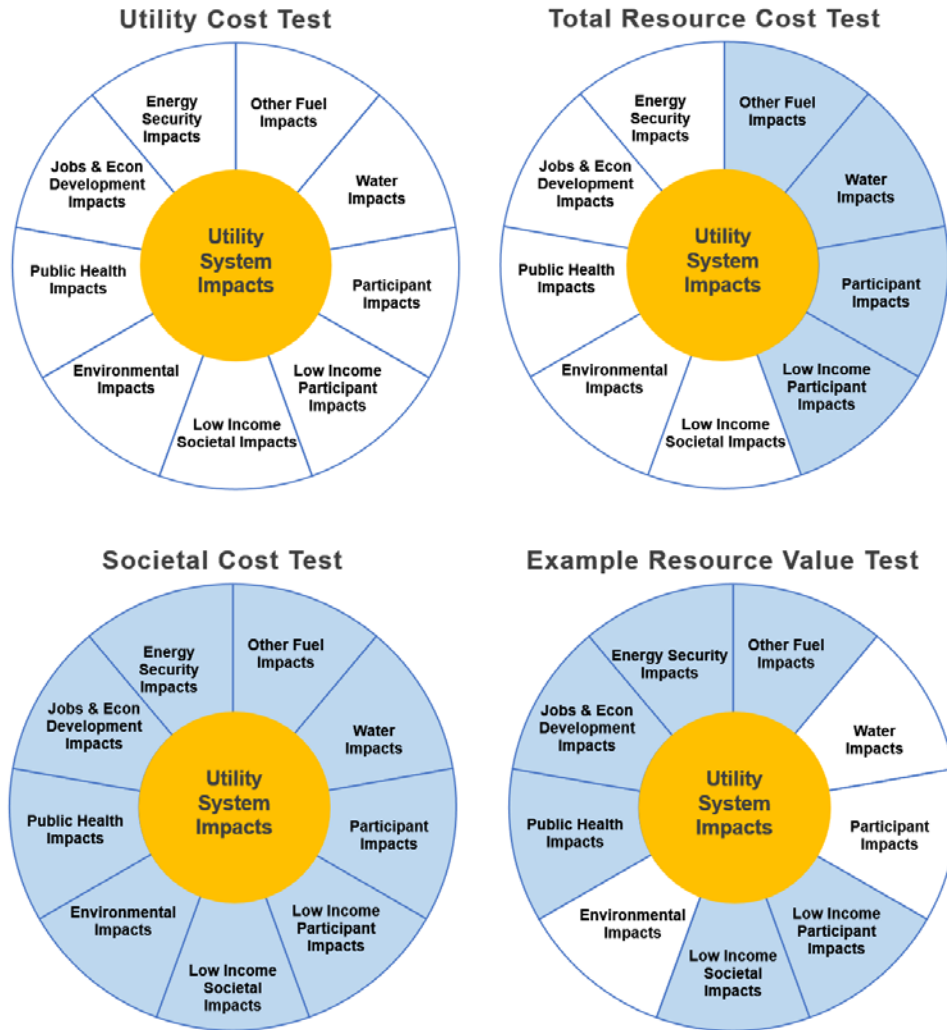 Utility Cost Test
Energy
Security
Impacts
Other Fuel
Impacts
Jobs & Econ
Development
Impacts
Water
Impacts
Utility
System
Impacts
Public Health
Impacts
Participant
Impacts
Environmental
Impacts
Low Income
Participant
Impacts
Low Income
Societal Impacts
Total Resource Cost Test
Energy
Security
Impacts
Other Fuel
Impacts
Jobs & Econ
Development
Impacts
Water
Impacts
Utility
System
Impacts
Public Health
Impacts
Participant
Impacts
Environmental
Impacts
Low Income
Participant
Impacts
Low Income
Societal Impacts
Societal Cost Test
Energy
Security
Impacts
Other Fuel
Impacts
Jobs & Econ
Development
Impacts
Water
Impacts
Utility
System
Impacts
Public Health
Impacts
Participant
Impacts
Environmental
Impacts
Low Income
Participant
Impacts
Low Income
Societal
Impacts
Example Resource Value Test
Energy Security
Impacts
Other Fuel
Impacts
Jobs & Econ
Development
Impacts
Water
Impacts
Utility
System
Impacts
Public Health
Impacts
Participant
Impacts
Environmental
Impacts
Low Income
Participant
Impacts
Low Income
Societal
Impacts